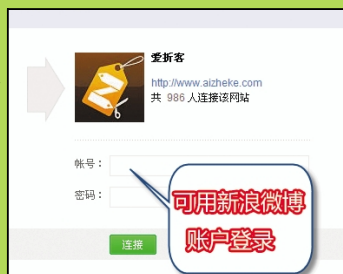 爱折客
http://www.aizheke.com
共 986 人连接该网站
帐号：
密码：
可用新浪微博
账户登录
连接